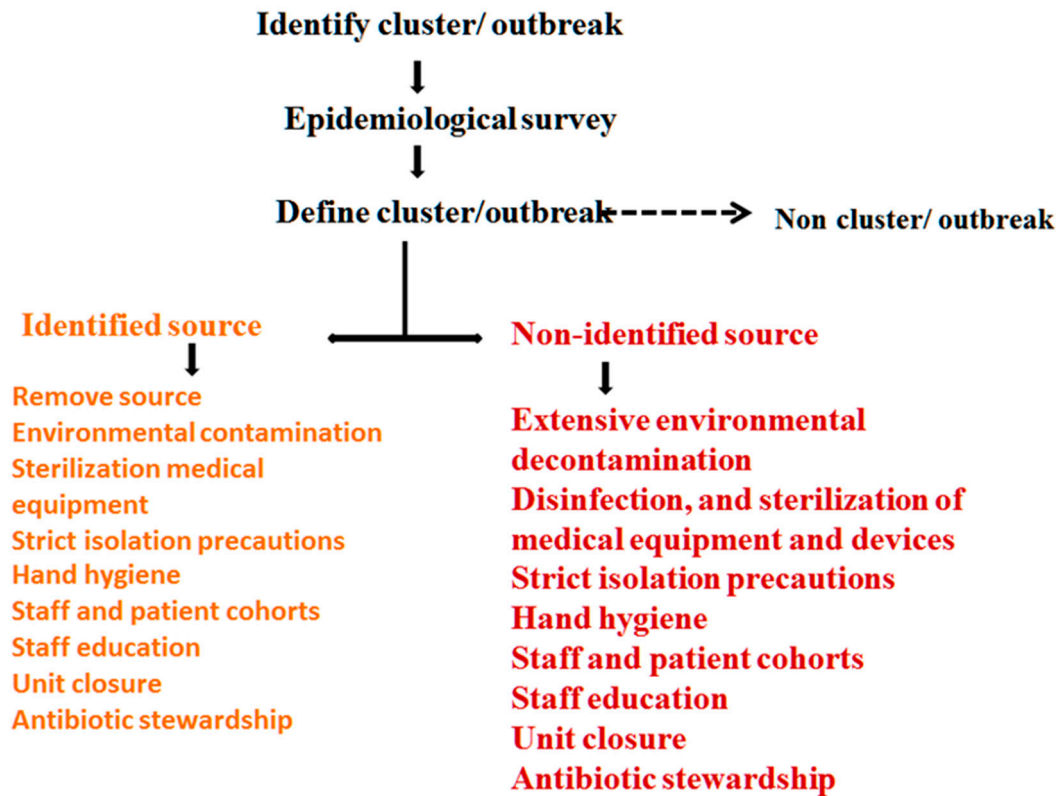 Identify cluster/ outbreak
Epidemiological survey
Define cluster/outbreak
Non cluster/ outbreak
Identified source
Remove source
Environmental contamination
Sterilization medical
equipment
Strict isolation precautions
Hand hygiene
Staff and patient cohorts
Staff education
Unit closure
Antibiotic stewardship
Non-identified source
Extensive environmental
decontamination
Disinfection, and sterilization of
medical equipment and devices
Strict isolation precautions
Hand hygiene
Staff and patient cohorts
Staff education
Unit closure
Antibiotic stewardship